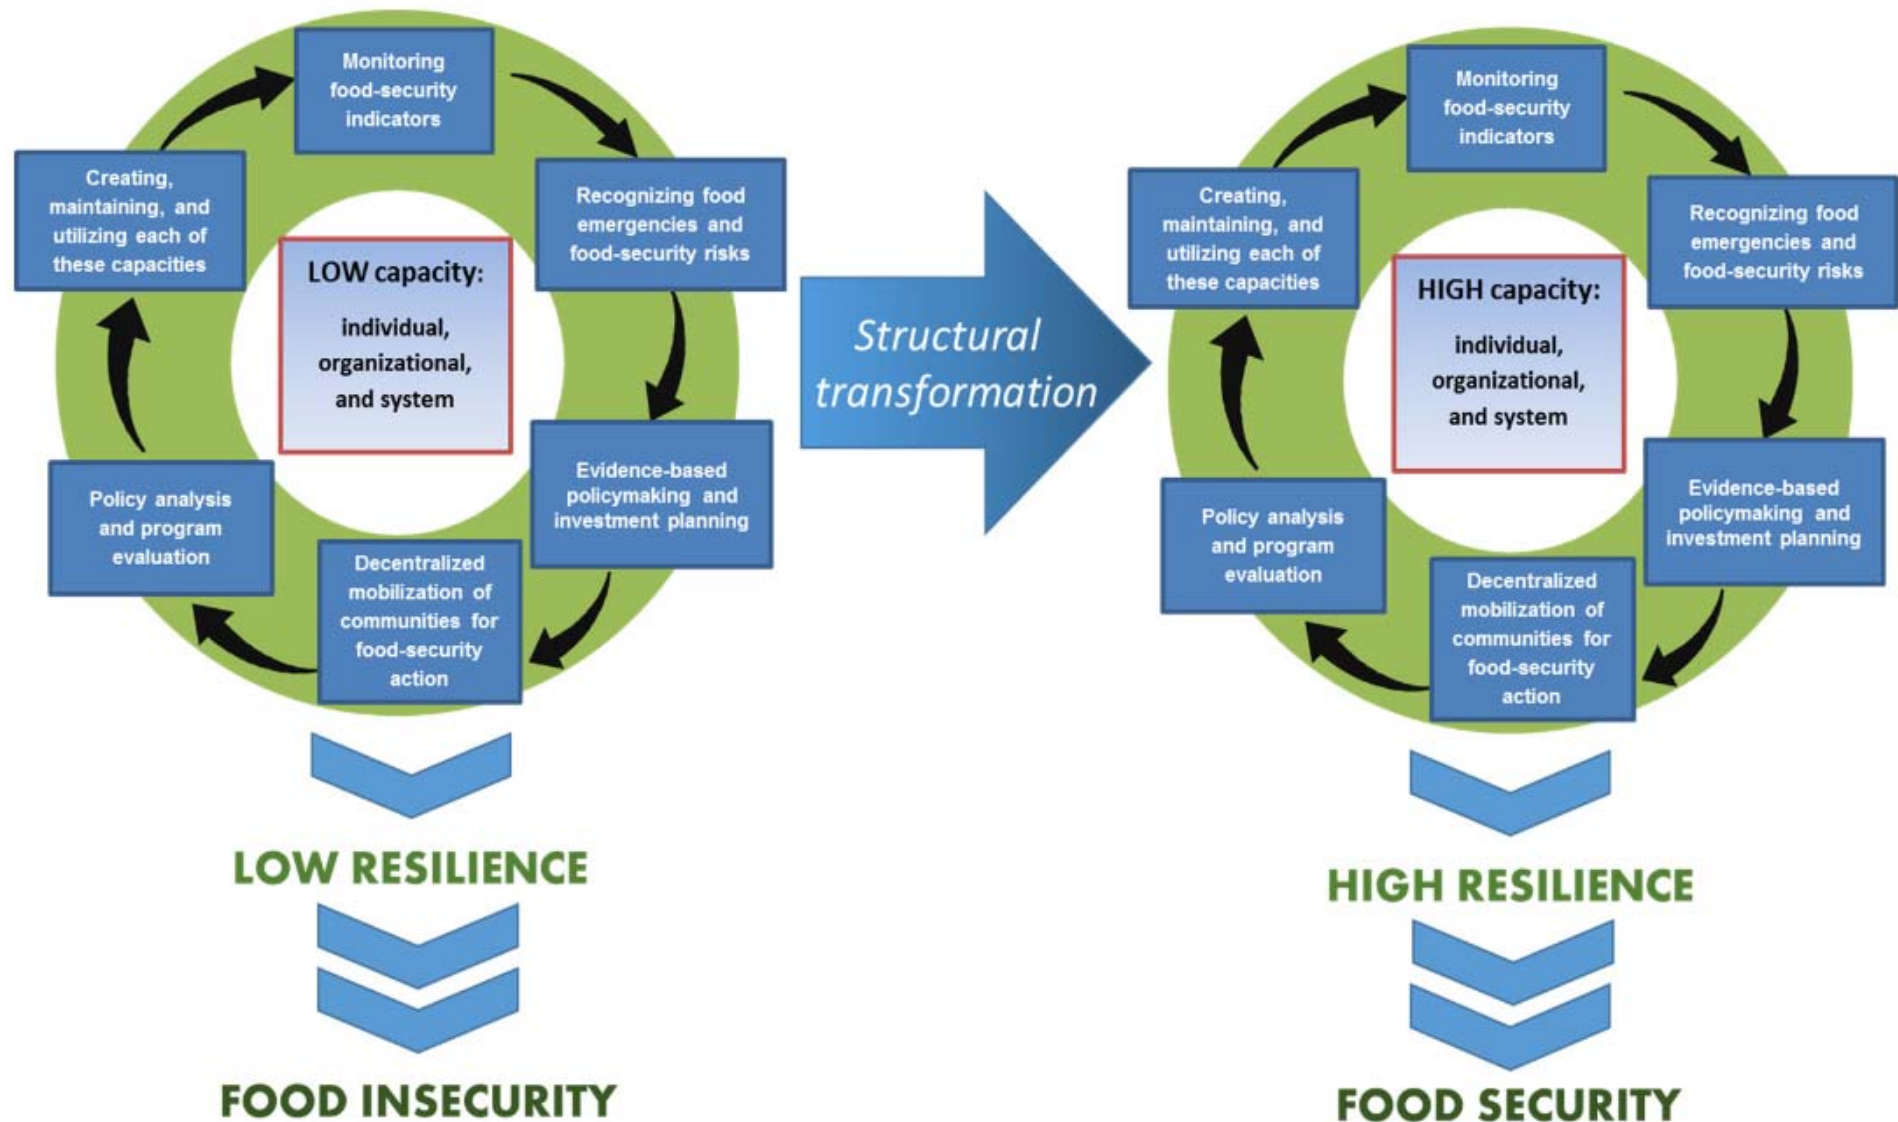 Monitoring
food-security
indicators
Recognizing food
emergencies and
food-security risks
Evidence-based
policymaking and
investment planning
Decentralized
mobilization of
communities for
food-security
action
Policy analysis
and program
evaluation
Creating,
maintaining, and
utilizing each of
these capacities
LOW capacity:
individual,
organizational,
and system
LOW RESILIENCE
FOOD INSECURITY
Structural
transformation
Monitoring
food-security
indicators
Recognizing food
emergencies and
food-security risks
Evidence-based
policymaking and
investment planning
Decentralized
mobilization of
communities for
food-security
action
Policy analysis
and program
evaluation
Creating,
maintaining, and
utilizing each of
these capacities
HIGH capacity:
individual,
organizational,
and system
HIGH RESILIENCE
FOOD SECURITY